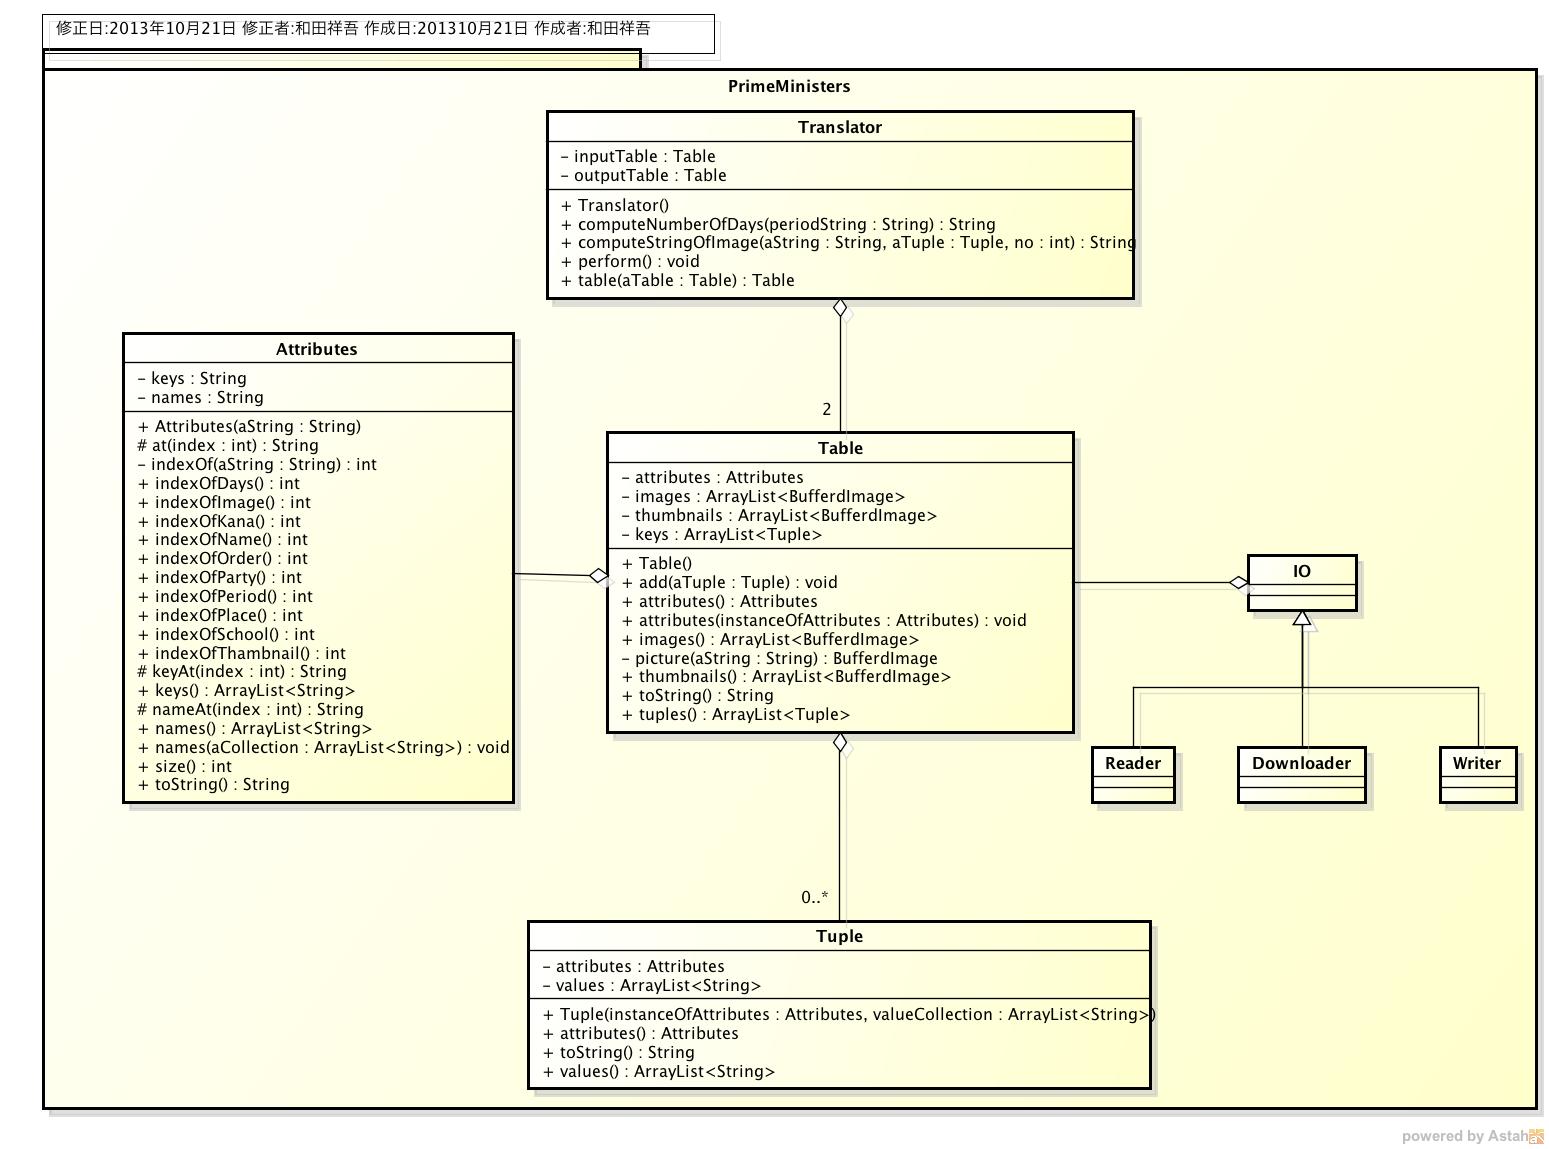 修正日:2013年10月21日 修正者:和田祥吾 作成日:201310月21日 作成者:和田祥吾
PrimeMinisters
Translator
- inputTable : Table
- outputTable : Table
+ Translator()
+ computeNumberOfDays(periodString : String) : String
+ computeStringOfImage(aString : String, aTuple : Tuple, no : int) : String
+ perform() : void
+ table(aTable : Table) : Table
2
Attributes
- keys : String
- names : String
+ Attributes(aString : String)
# at(index : int) : String
- indexOf(aString : String) : int
+ indexOfDays() : int
+ indexOfImage() : int
+ indexOfKana() : int
+ indexOfName() : int
+ indexOfOrder() : int
+ indexOfParty() : int
+ indexOfPeriod() : int
+ indexOfPlace() : int
+ indexOfSchool() : int
+ indexOfThambnail() : int
# keyAt(index : int) : String
+ keys() : ArrayList<String>
# nameAt(index : int) : String
+ names() : ArrayList<String>
+ names(aCollection : ArrayList<String>) : void
+ size() : int
+ toString() : String
Table
- attributes : Attributes
- images : ArrayList<BufferdImage>
- thumbnails : ArrayList<BufferdImage>
- keys : ArrayList<Tuple>
+ Table()
+ add(aTuple : Tuple) : void
+ attributes() : Attributes
+ attributes(instanceOfAttributes : Attributes) : void
+ images() : ArrayList<BufferdImage>
- picture(aString : String) : BufferdImage
+ thumbnails() : ArrayList<BufferdImage>
+ toString() : String
+ tuples() : ArrayList<Tuple>
IO
Reader
Downloader
Writer
0..*
Tuple
- attributes : Attributes
- values : ArrayList<String>
+ Tuple(instanceOfAttributes : Attributes, valueCollection : ArrayList<String>)
+ attributes() : Attributes
+ toString() : String
+ values() : ArrayList<String>
powered by Astah